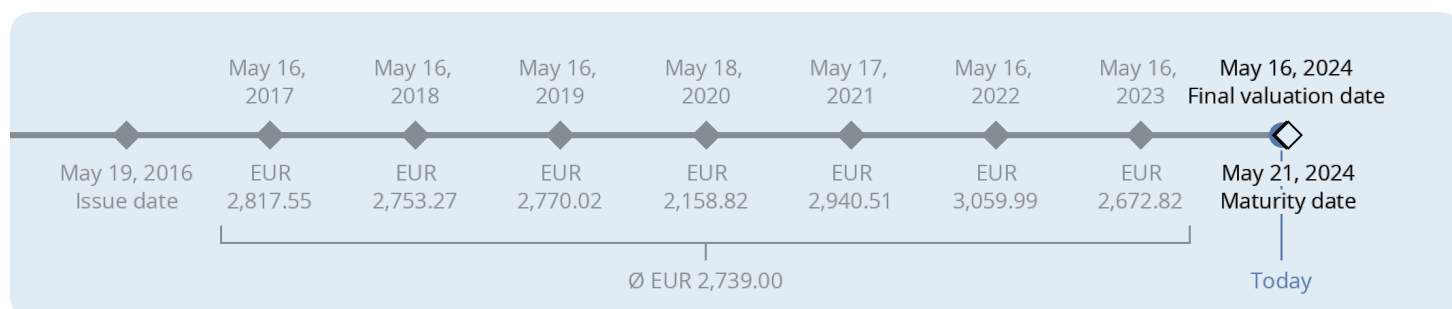 May 16,
2017
May 16,
2018
May 16,
2019
May 18,
2020
May 17,
2021
May 16,
2022
May 16,
2023
May 16, 2024
Final valuation date
May 19, 2016
Issue date
EUR
2,817.55
EUR
2,753.27
EUR
2,770.02
EUR
2,158.82
EUR
2,940.51
EUR
3,059.99
EUR
2,672.82
May 21, 2024
Maturity date
Ø EUR 2,739.00
Today